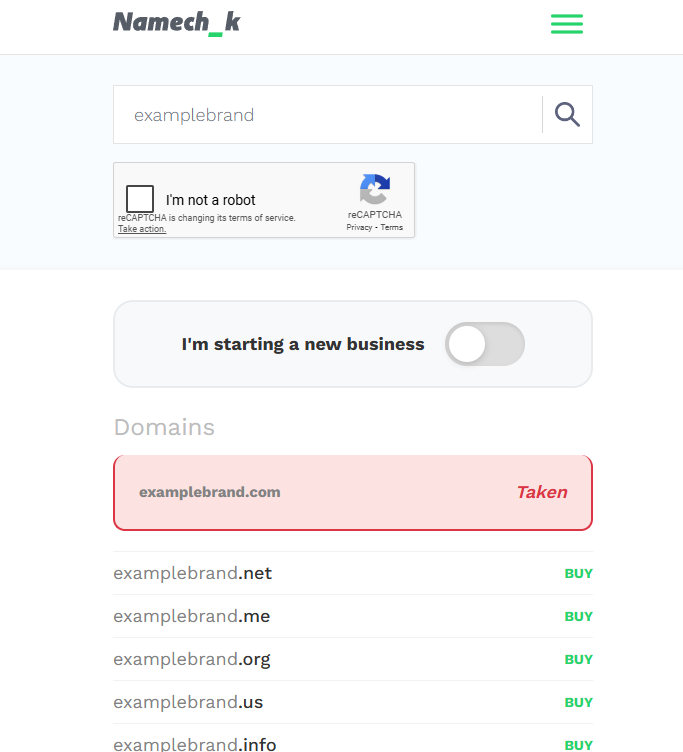 Namech_k
examplebrand
I'm not a robot
reCAPTCHA is changing its terms of service.
Take action.
reCAPTCHA
Privacy - Terms
I'm starting a new business
Domains
examplebrand.com Taken
examplebrand.net BUY
examplebrand.me BUY
examplebrand.org BUY
examplebrand.us BUY
examplebrand.info BUY